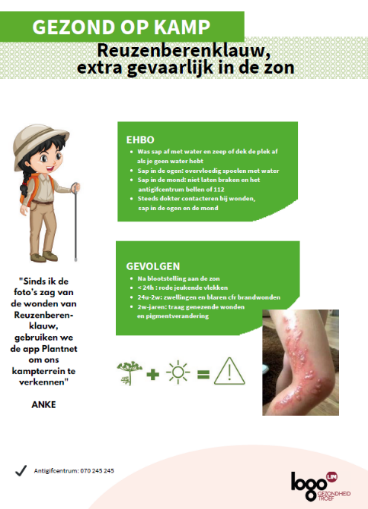 GEZOND OP KAMP
Reuzenberenklauw,
extra gevaarlijk in de zon
EHBO
• Was sap af met water en zeep of dek de plek af
als je geen water hebt
• Sap in de ogen: overvloedig spoelen met water
• Sap in de mond: niet laten braken en het
antigifcentrum bellen of 112
• Steeds dokter contacteren bij wonden,
sap in de ogen en de mond
GEVOLGEN
• Na blootstelling aan de zon
• < 24h : rode jeukende vlekken
• 24u-2w: zwellingen en blaren cfr brandwonden
• 2w-jaren: traag genezende wonden
en pigmentverandering
"Sinds ik de
foto's zag van
de wonden van
Reuzenberen-
klauw,
gebruiken we
de app Plantnet
om ons
kampterrein te
verkennen"
ANKE
Antigifcentrum: 070 245 245
logo
GEZONDHEID
TROEF